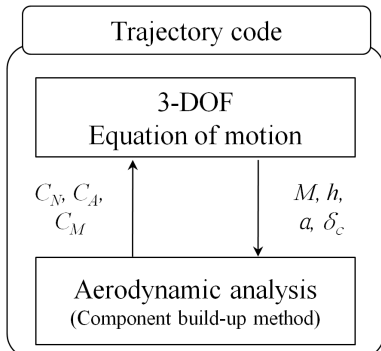 Trajectory code
3-DOF
Equation of motion
C_N, C_A,
C_M
M, h,
a, δ_c
Aerodynamic analysis
(Component build-up method)